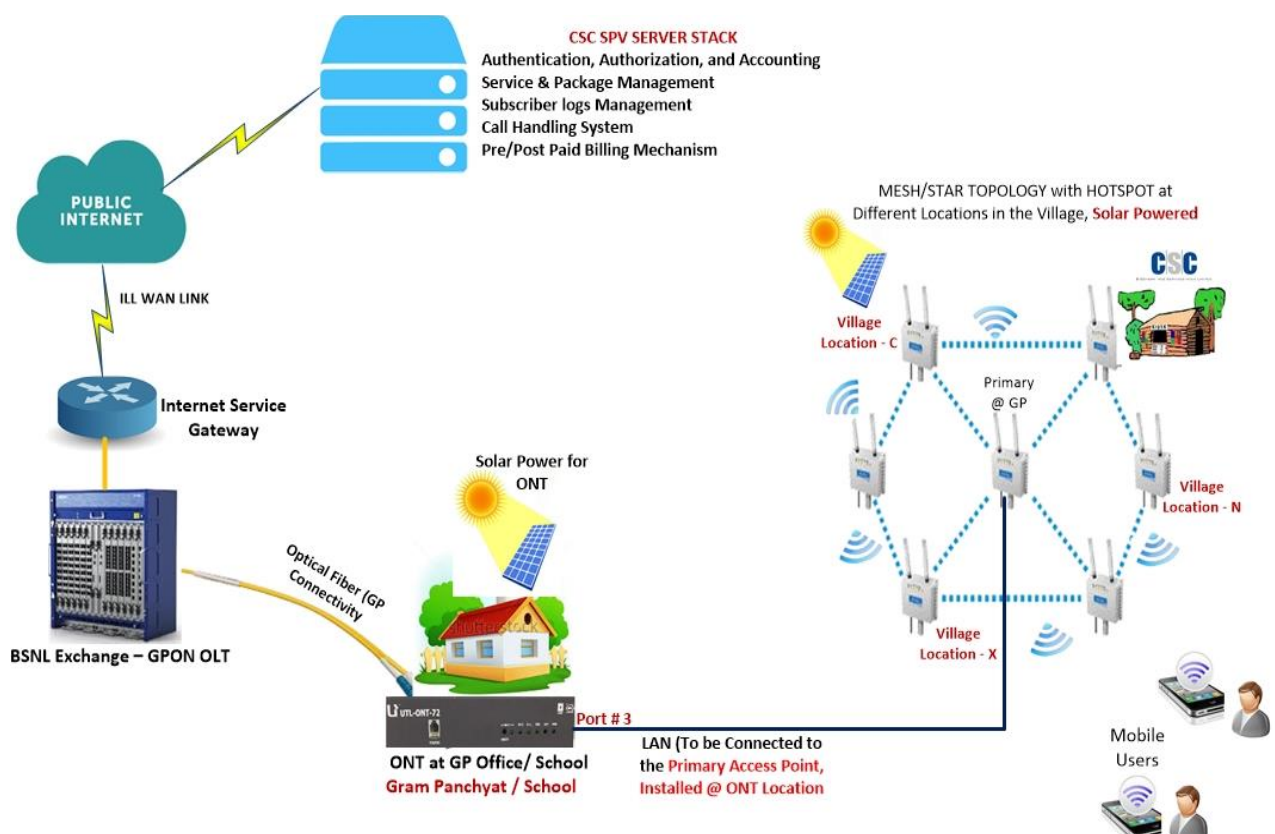 CSC SPV SERVER STACK
Authentication, Authorization, and Accounting
Service & Package Management
Subscriber logs Management
Call Handling System
Pre/Post Paid Billing Mechanism
PUBLIC
INTERNET
ILL WAN LINK
Internet Service
Gateway
BSNL Exchange – GPON OLT
Optical Fiber (GP
Connectivity
Solar Power for
ONT
shutterstock
UTL-ONT-72
Port # 3
ONT at GP Office/ School
Gram Panchyat / School
LAN (To be Connected to
the Primary Access Point,
Installed @ ONT Location
MESH/STAR TOPOLOGY with HOTSPOT at
Different Locations in the Village, Solar Powered
CSC
Village
Location - C
Primary
@ GP
Village
Location - N
Village
Location - X
Mobile
Users